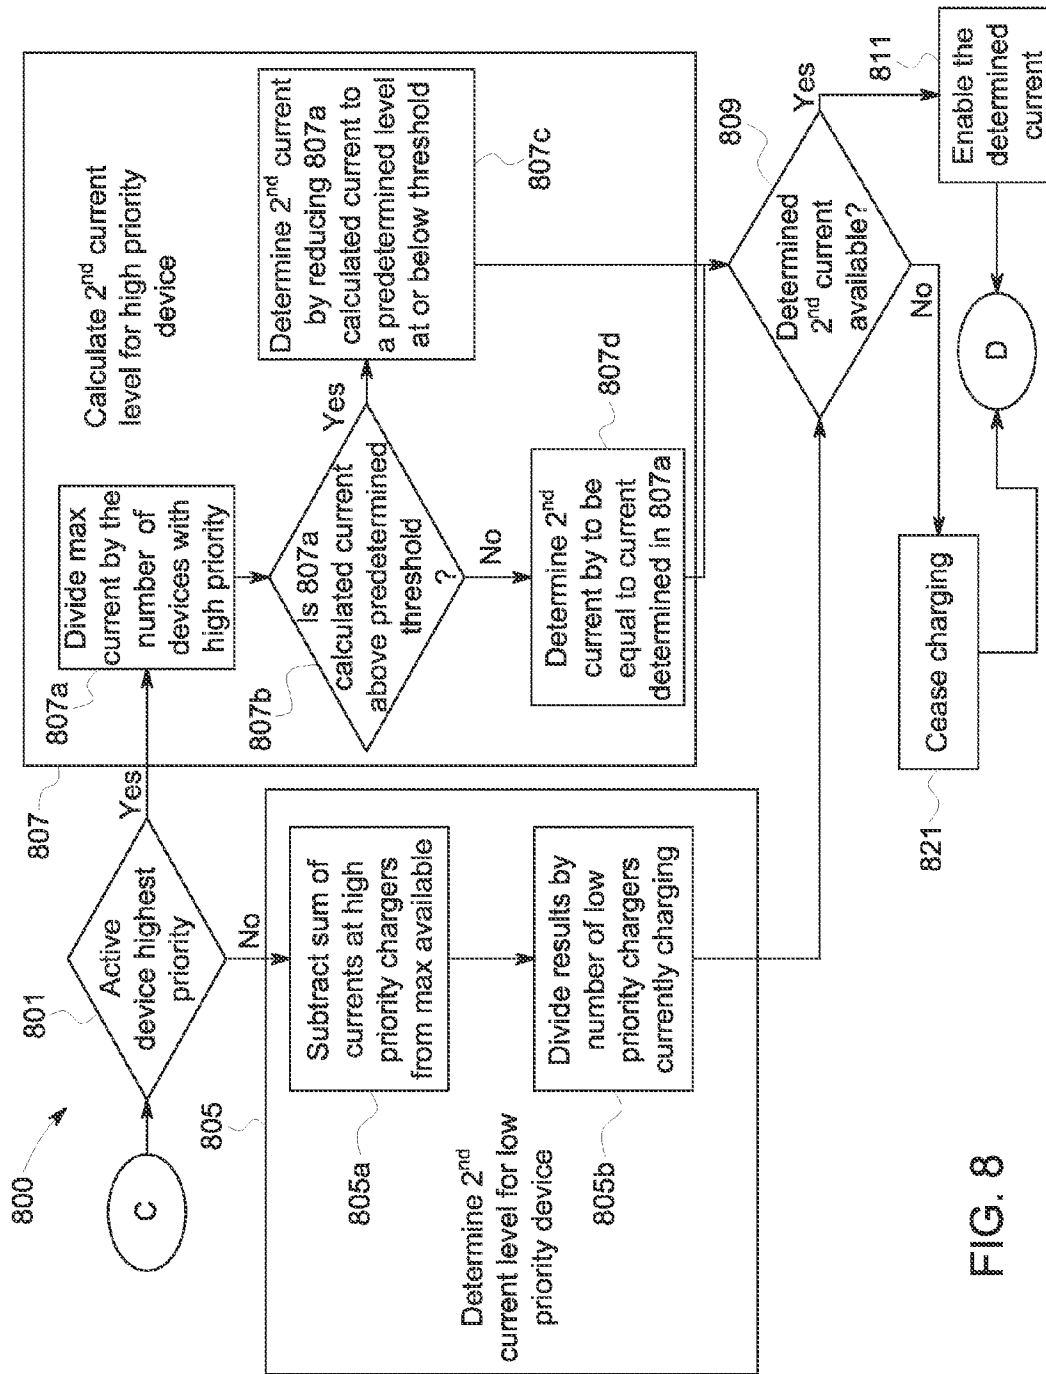 800
C
801
Active
device highest
priority
Yes
No
807
Calculate 2nd current
level for high priority
device
807a
Divide max
current by the
number of
devices with
high priority
807b
Is 807a
calculated current
above predetermined
threshold
?
Yes
No
Determine 2nd current
by reducing 807a
calculated current to
a predetermined level
at or below threshold
807c
807d
Determine 2nd
current by to be
equal to current
determined in 807a
805
Determine 2nd
current level for low
priority device
Subtract sum of
currents at high
priority chargers
from max available
805a
Divide results by
number of low
priority chargers
currently charging
805b
809
Determined
2nd current
available?
Yes
No
811
Enable the
determined
current
Cease charging
821
D
FIG. 8